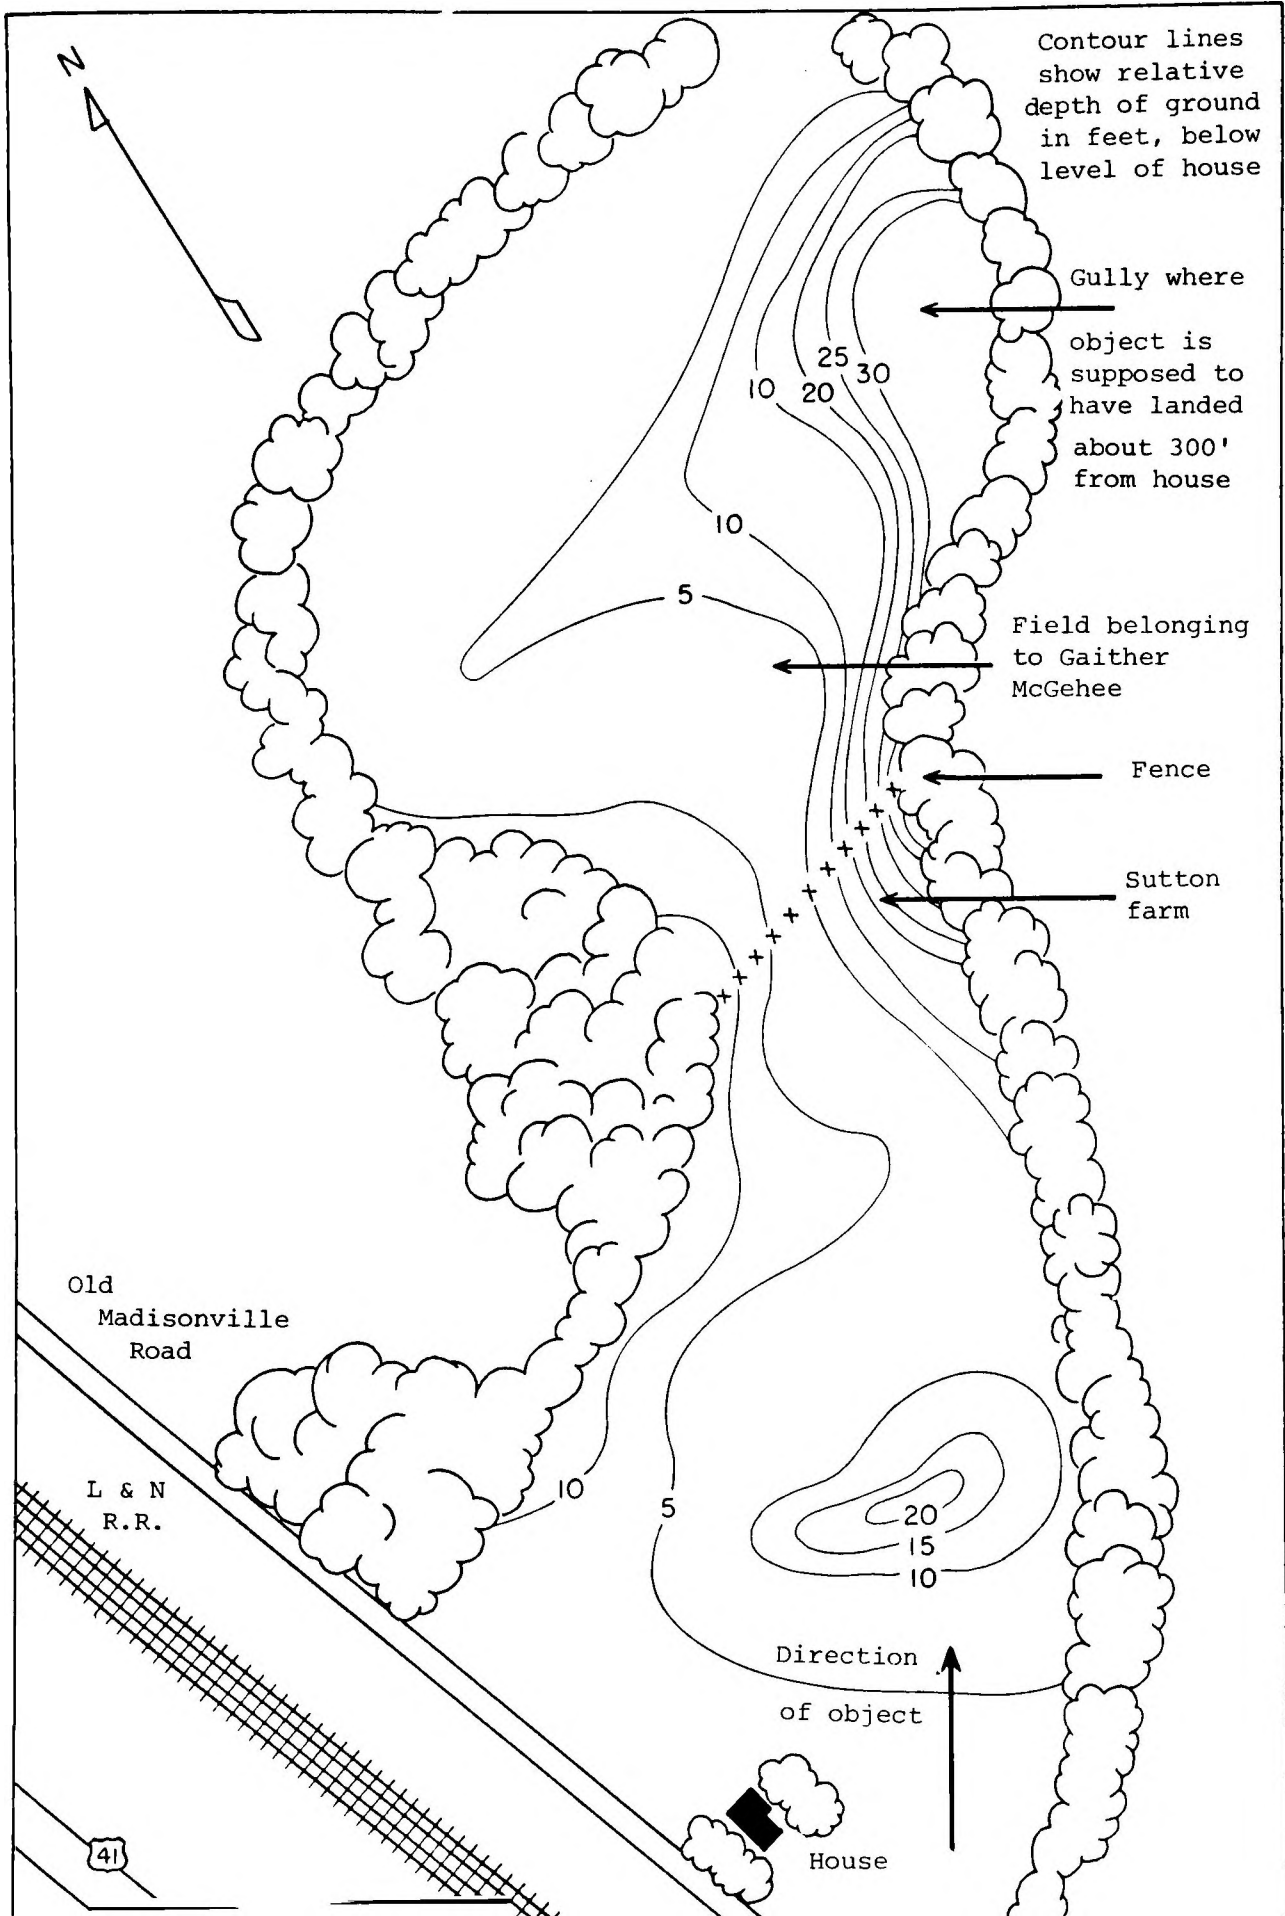 N
Contour lines
show relative
depth of ground
in feet, below
level of house
Gully where
object is
supposed to
have landed
about 300'
from house
25
30
10
20
10
5
Field belonging
to Gaither
McGehee
Fence
Sutton
farm
Old
Madisonville
Road
L & N
R.R.
10
5
20
15
10
Direction
of object
House
41